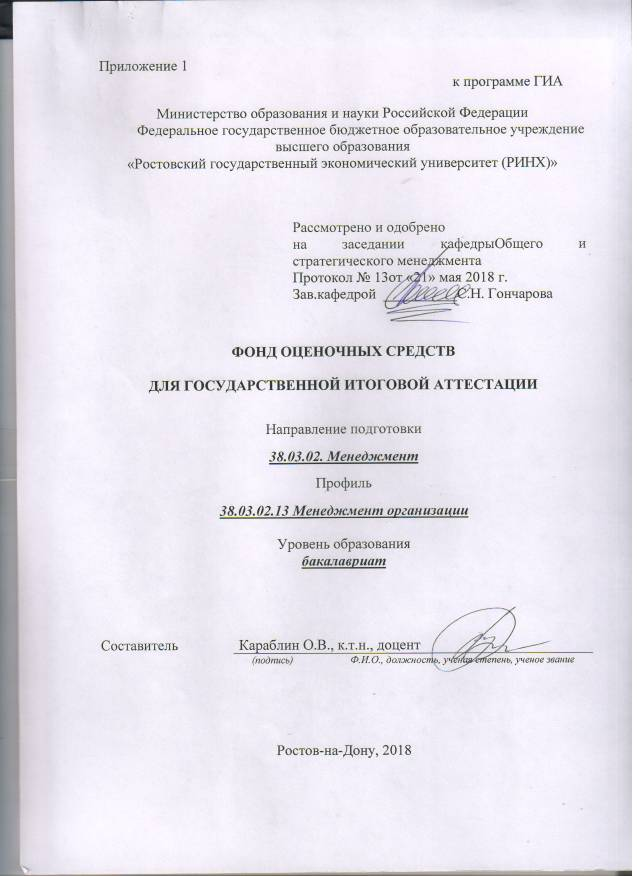 Приложение 1
к программе ГИА
Министерство образования и науки Российской Федерации
Федеральное государственное бюджетное образовательное учреждение
высшего образования
«Ростовский государственный экономический университет (РИНХ)»
Рассмотрено и одобрено
на заседании кафедрыОбщего и
стратегического менеджмента
Протокол № 13от «21» мая 2018 г.
Зав.кафедрой С.Н. Гончарова
ФОНД ОЦЕНОЧНЫХ СРЕДСТВ
ДЛЯ ГОСУДАРСТВЕННОЙ ИТОГОВОЙ АТТЕСТАЦИИ
Направление подготовки
38.03.02. Менеджмент
Профиль
38.03.02.13 Менеджмент организации
Уровень образования
бакалавриат
Составитель Караблин О.В., к.т.н., доцент
(подпись) Ф.И.О., должность, ученая степень, ученое звание
Ростов-на-Дону, 2018